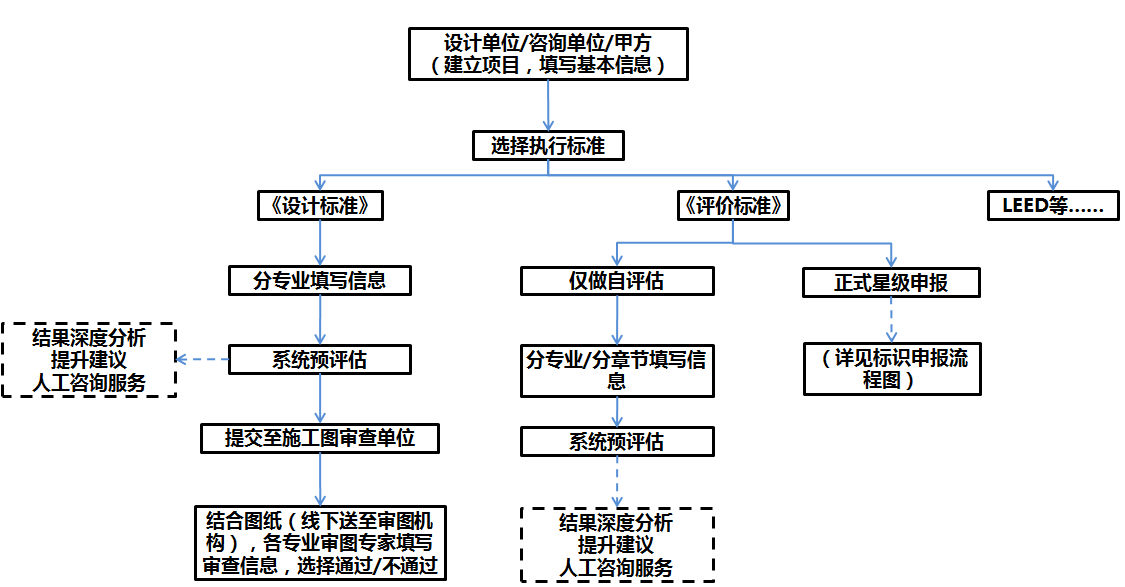 设计单位/咨询单位/甲方
（建立项目，填写基本信息）
选择执行标准
《设计标准》
《评价标准》
LEED等……
分专业填写信息
仅做自评估
正式星级申报
结果深度分析
提升建议
人工咨询服务
系统预评估
分专业/分章节填写信
息
（详见标识申报流
程图）
提交至施工图审查单位
系统预评估
结合图纸（线下送至审图机
构），各专业审图专家填写
审查信息，选择通过/不通过
结果深度分析
提升建议
人工咨询服务